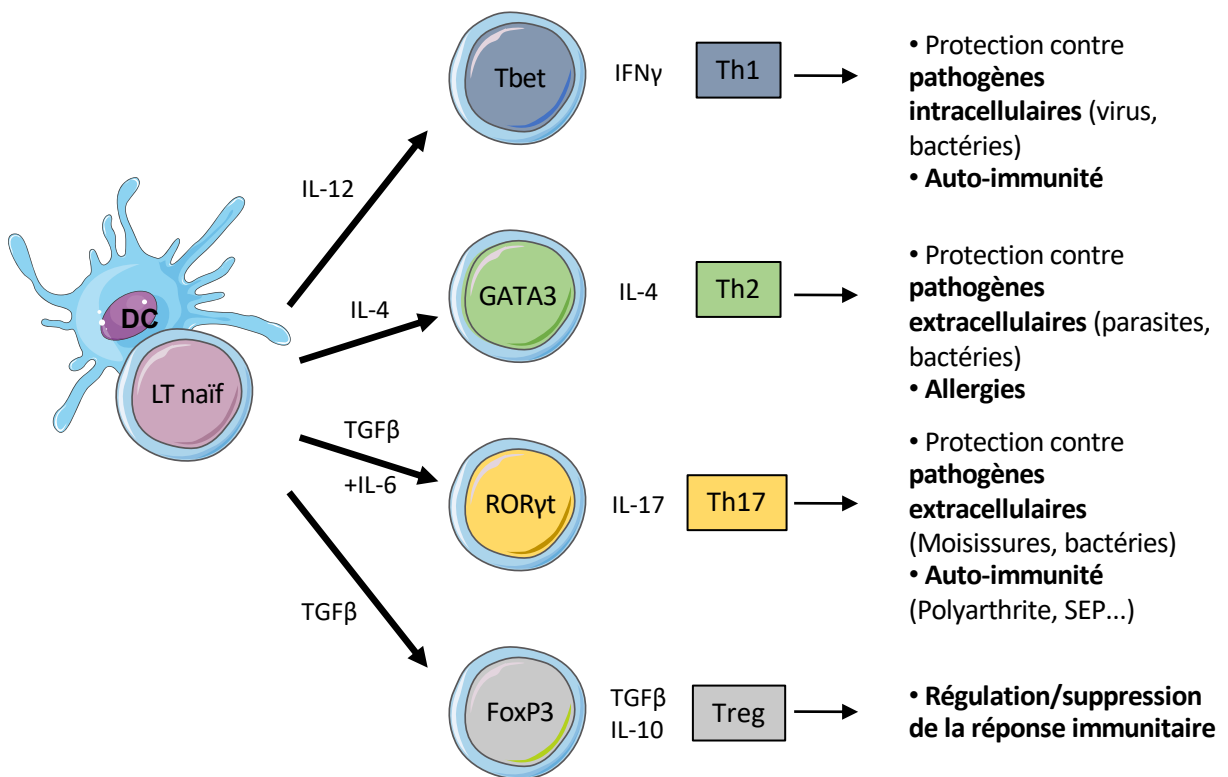 DC
LT naïf
IL-12
Tbet
IFNγ
Th1
• Protection contre
pathogènes
intracellulaires (virus,
bactéries)
• Auto-immunité
IL-4
GATA3
IL-4
Th2
• Protection contre
pathogènes
extracellulaires (parasites,
bactéries)
• Allergies
TGFβ
+IL-6
RORγt
IL-17
Th17
• Protection contre
pathogènes
extracellulaires
(Moisissures, bactéries)
• Auto-immunité
(Polyarthrite, SEP...)
TGFβ
FoxP3
TGFβ
IL-10
Treg
• Régulation/suppression
de la réponse immunitaire